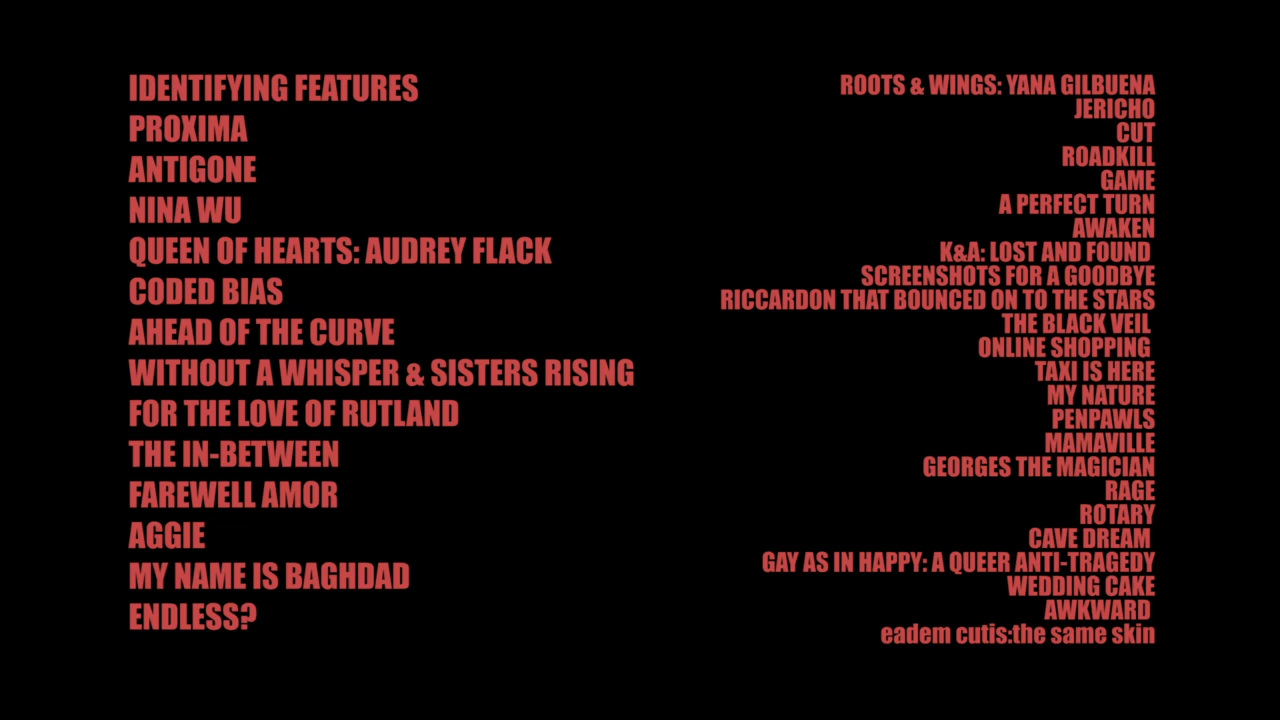 IDENTIFYING FEATURES
PROXIMA
ANTIGONE
NINA WU
QUEEN OF HEARTS: AUDREY FLACK
CODED BIAS
AHEAD OF THE CURVE
WITHOUT A WHISPER & SISTERS RISING
FOR THE LOVE OF RUTLAND
THE IN-BETWEEN
FAREWELL AMOR
AGGIE
MY NAME IS BAGHDAD
ENDLESS?
ROOTS & WINGS: YANA GILBUENA
JERICHO
CUT
ROADKILL
GAME
A PERFECT TURN
AWAKEN
K&A: LOST AND FOUND
SCREENSHOTS FOR A GOODBYE
RICCARDON THAT BOUNCED ON TO THE STARS
THE BLACK VEIL
ONLINE SHOPPING
TAXI IS HERE
MY NATURE
PENPAWLS
MAMAVILLE
GEORGES THE MAGICIAN
RAGE
ROTARY
CAVE DREAM
GAY AS IN HAPPY: A QUEER ANTI-TRAGEDY
WEDDING CAKE
AWKWARD
eadem cutis:the same skin